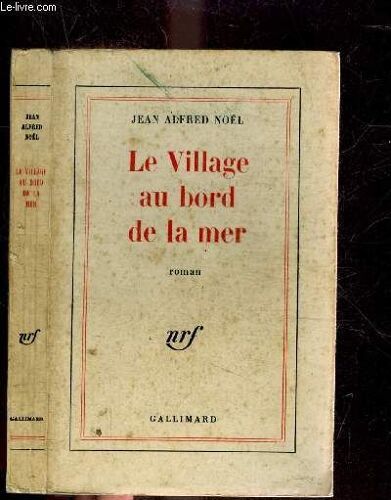 Le-livre.com
JEAN
ALFRED
NOËL
LE VILLAGE
AU BORD
DE LA
MER
nrf
GALLIMARD
JEAN ALFRED NOËL
Le Village
au bord
de la mer
roman
nrf
GALLIMARD